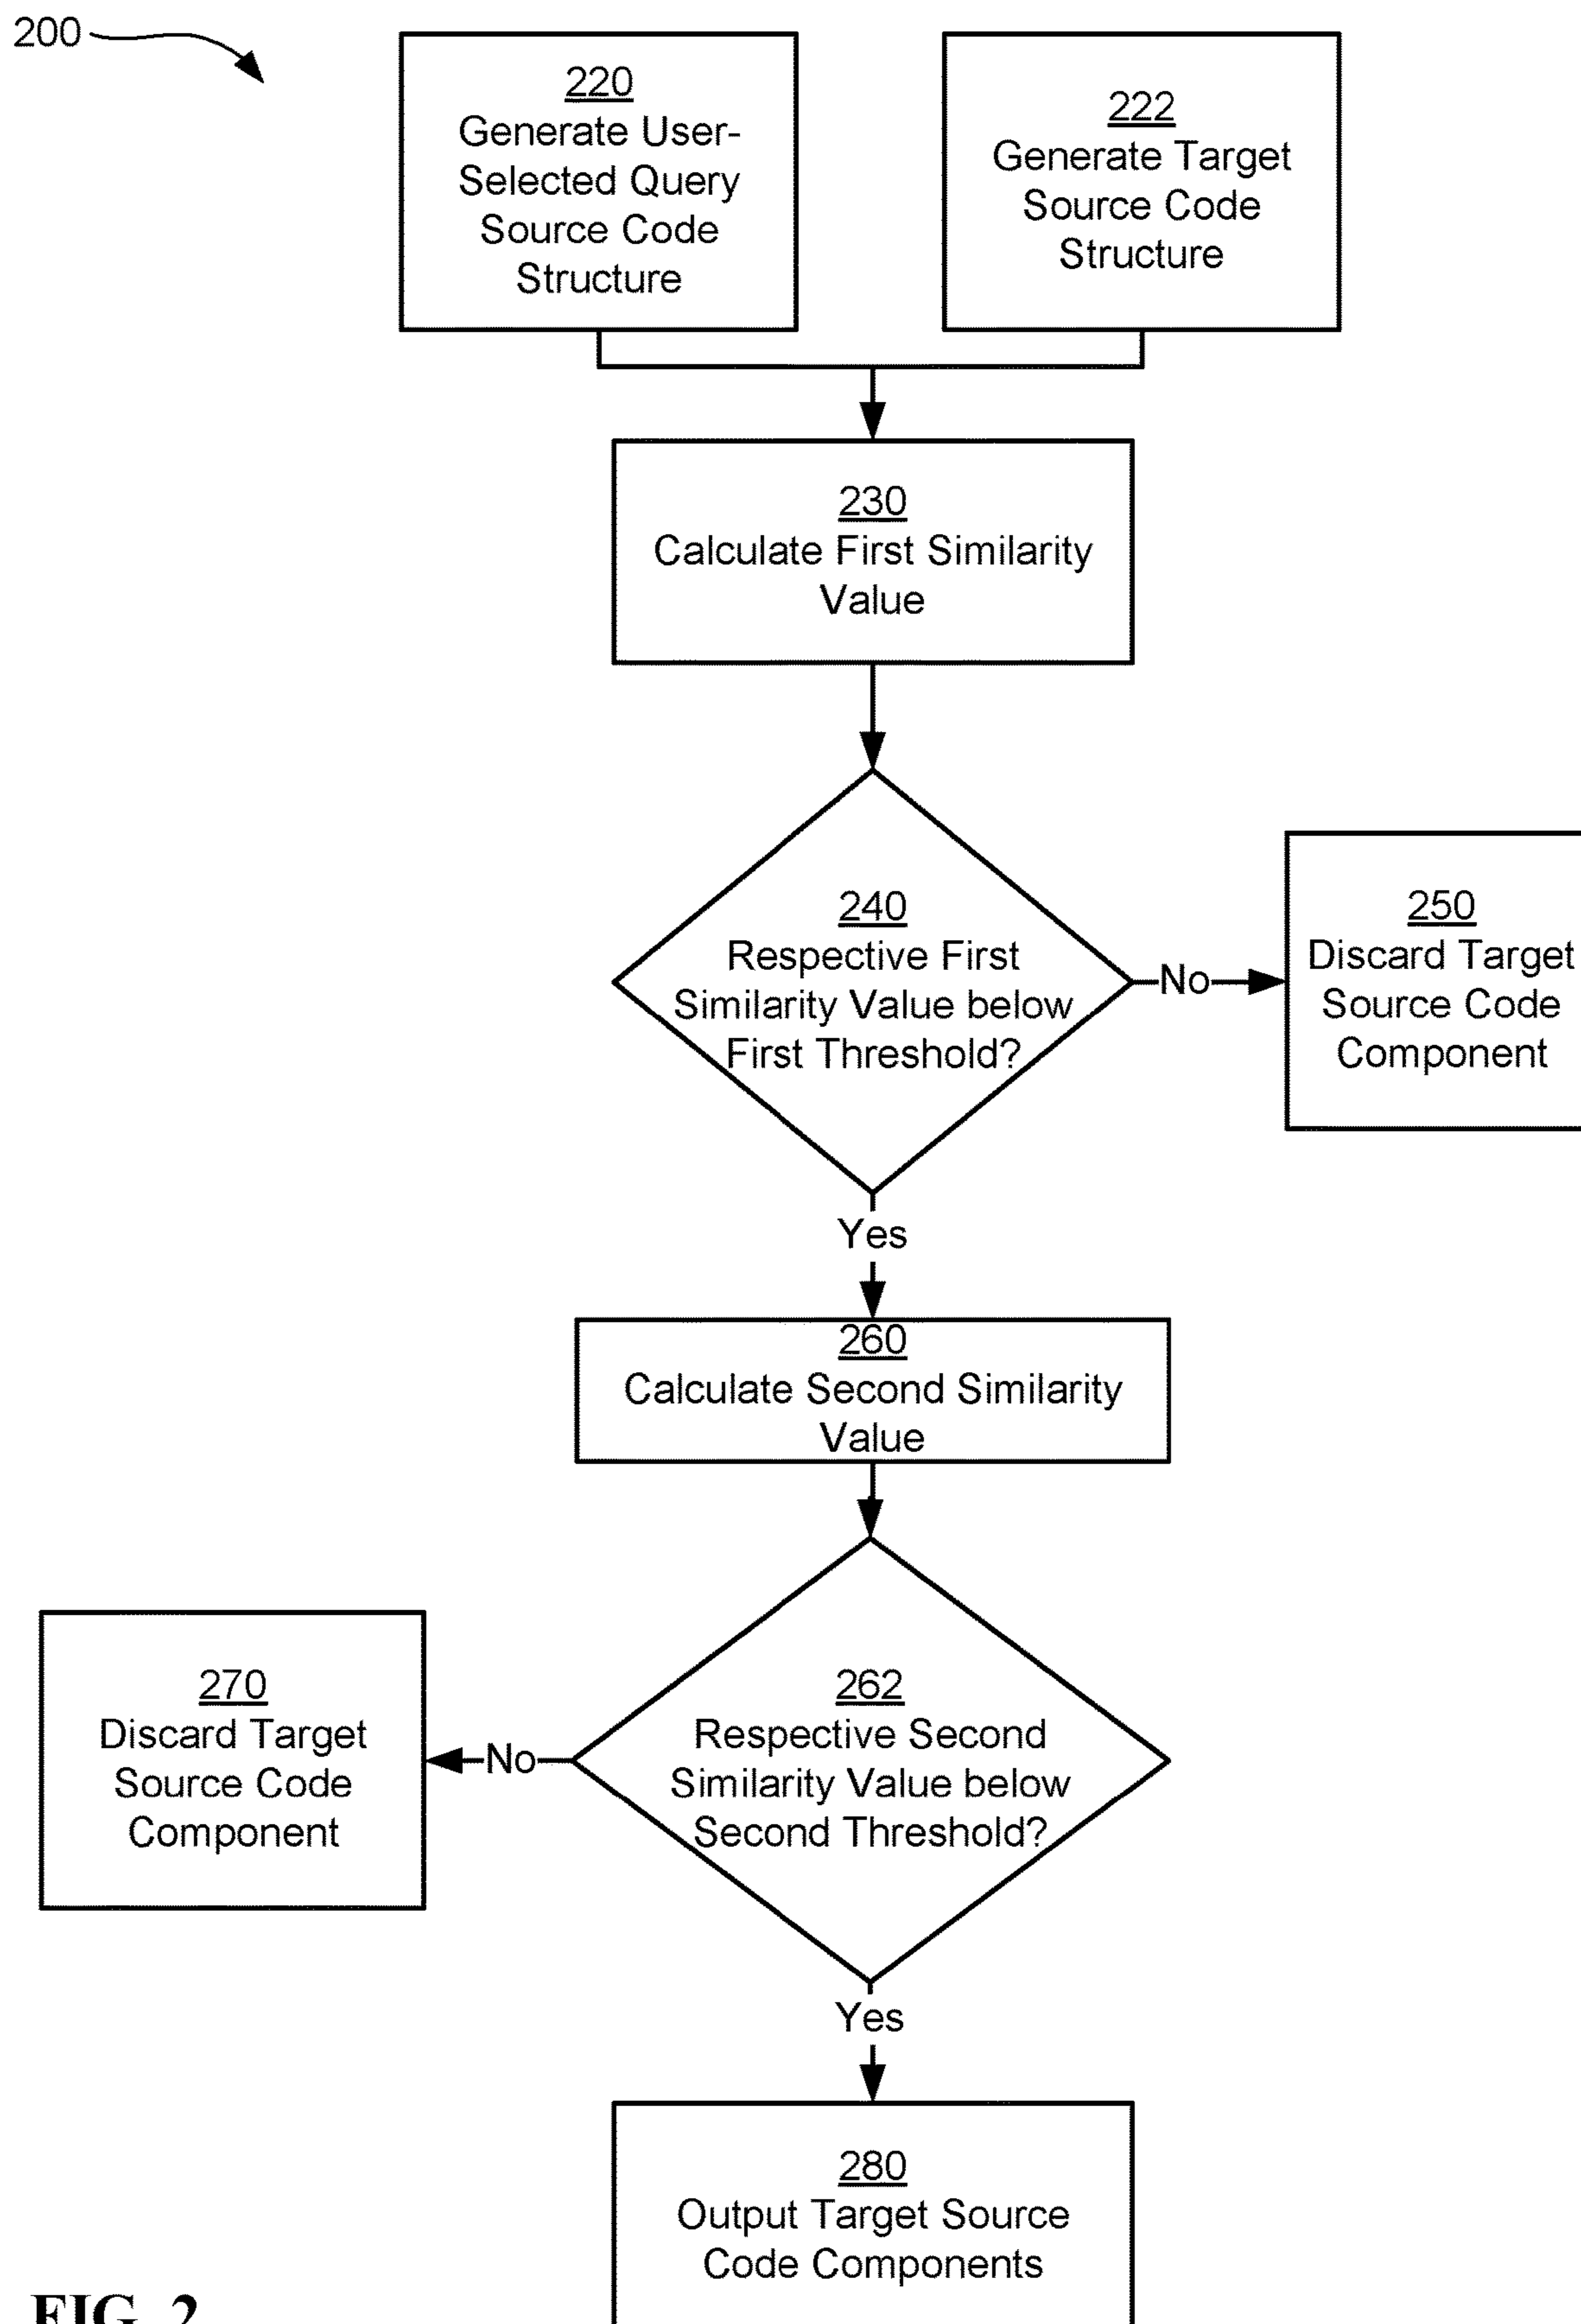 200
220
Generate User-
Selected Query
Source Code
Structure
222
Generate Target
Source Code
Structure
230
Calculate First Similarity
Value
240
Respective First
Similarity Value below
First Threshold?
No
250
Discard Target
Source Code
Component
Yes
260
Calculate Second Similarity
Value
262
Respective Second
Similarity Value below
Second Threshold?
No
270
Discard Target
Source Code
Component
Yes
280
Output Target Source
Code Components
FIG. 2